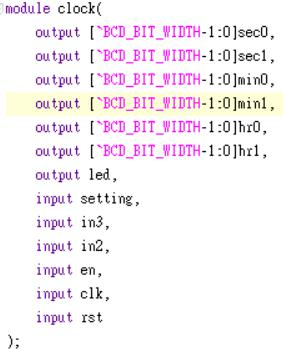 module clock(
output [`BCD_BIT_WIDTH-1:0]sec0,
output [`BCD_BIT_WIDTH-1:0]sec1,
output [`BCD_BIT_WIDTH-1:0]min0,
output [`BCD_BIT_WIDTH-1:0]min1,
output [`BCD_BIT_WIDTH-1:0]hr0,
output [`BCD_BIT_WIDTH-1:0]hr1,
output led,
input setting,
input in3,
input in2,
input en,
input clk,
input rst
);